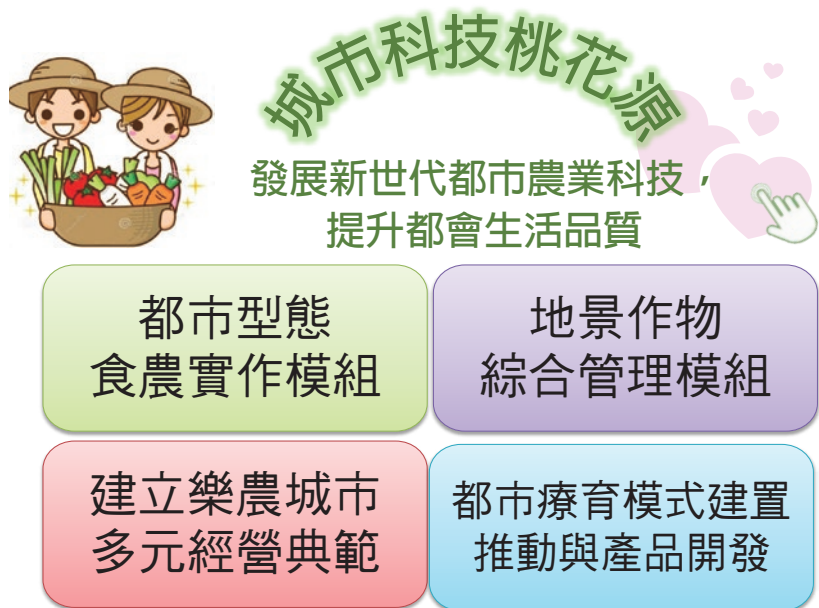 城市科技桃花源
發展新世代都市農業科技，
提升都會生活品質
都市型態
食農實作模組
地景作物
綜合管理模組
建立樂農城市
多元經營典範
都市療育模式建置
推動與產品開發